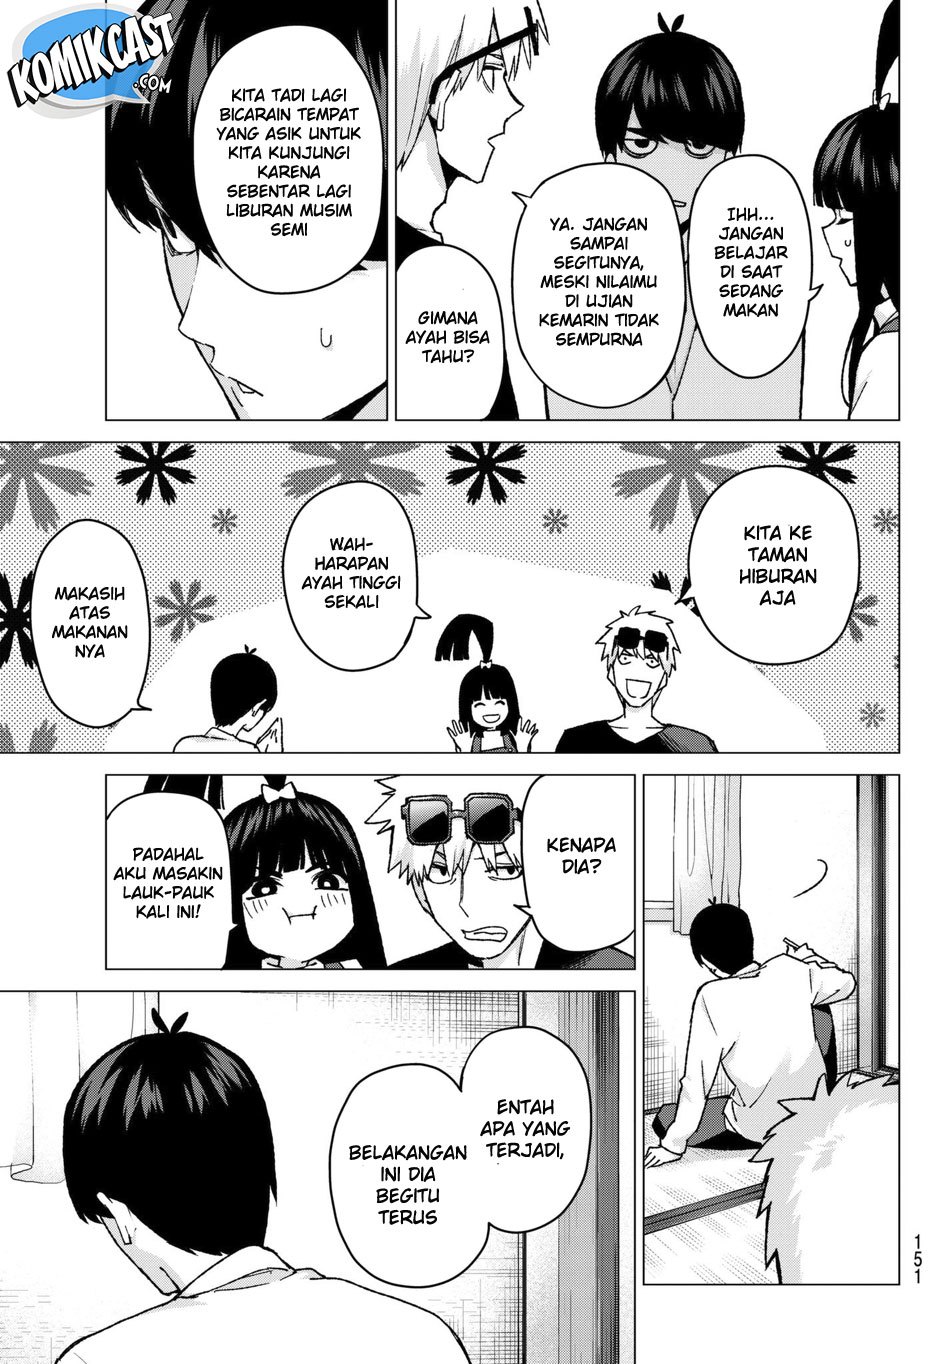 KOMIKCAST
.COM
IHH...
JANGAN
BELAJAR
DI SAAT
SEDANG
MAKAN
YA. JANGAN
SAMPAI
SEGITUNYA,
MESKI NILAIMU
DI UJIAN
KEMARIN TIDAK
SEMPURNA
GIMANA
AYAH BISA
TAHU?
KITA TADI LAGI
BICARAIN TEMPAT
YANG ASIK UNTUK
KITA KUNJUNGI
KARENA
SEBENTAR LAGI
LIBURAN MUSIM
SEMI
KITA KE
TAMAN
HIBURAN
AJA
WAH-
HARAPAN
AYAH TINGGI
SEKALI
MAKASIH
ATAS
MAKANAN
NYA
KENAPA
DIA?
PADAHAL
AKU MASAKIN
LAUK-PAUK
KALI INI!
ENTAH
APA YANG
TERJADI,
BELAKANGAN
INI DIA
BEGITU
TERUS
151